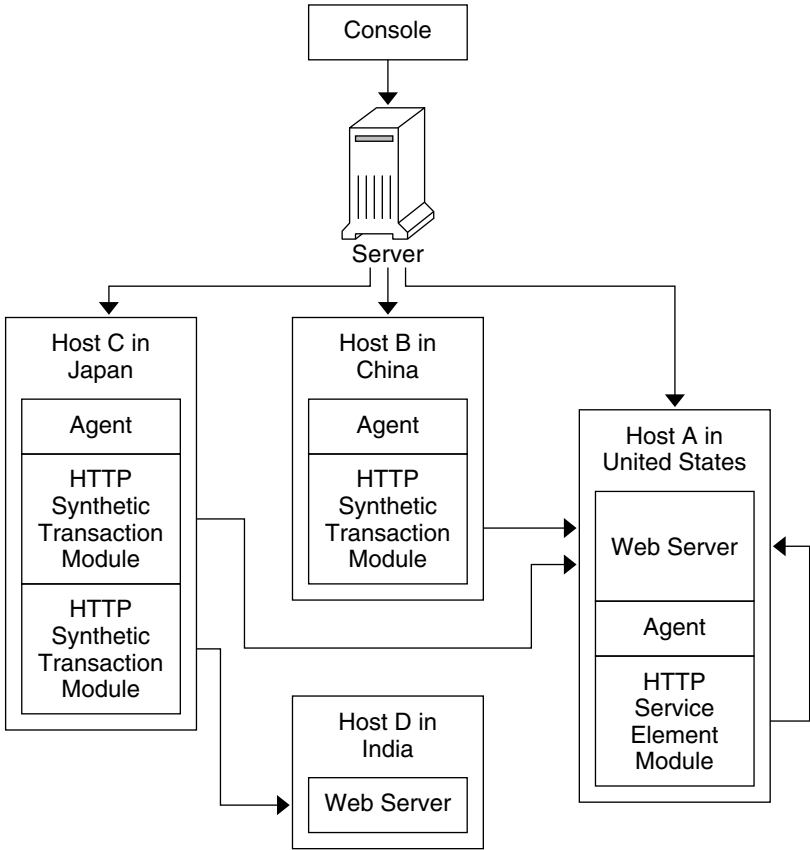 Console
Server
Host C in
Japan
Agent
HTTP
Synthetic
Transaction
Module
HTTP
Synthetic
Transaction
Module
Host B in
China
Agent
HTTP
Synthetic
Transaction
Module
Host D in
India
Web Server
Host A in
United States
Web Server
Agent
HTTP
Service
Element
Module